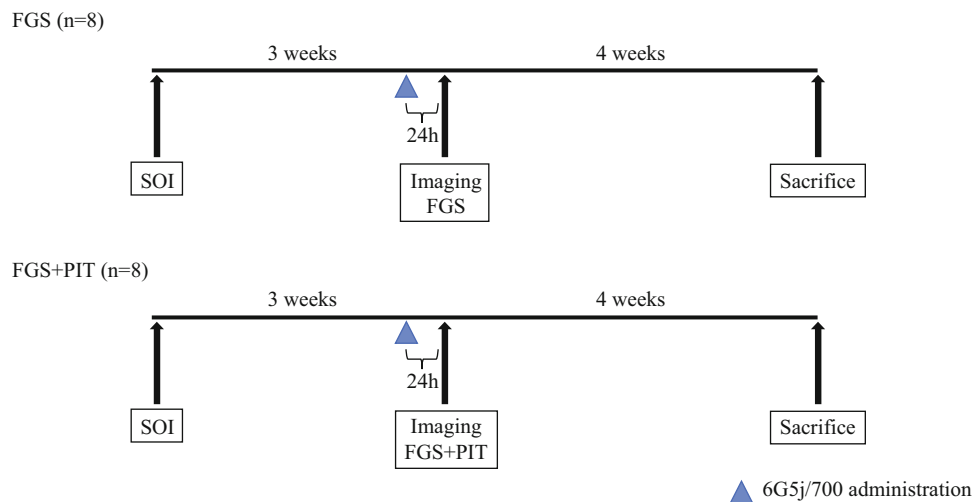 FGS (n=8)
3 weeks
4 weeks
24h
SOI
Imaging
FGS
Sacrifice
FGS+PIT (n=8)
3 weeks
4 weeks
24h
SOI
Imaging
FGS+PIT
Sacrifice
6G5j/700 administration